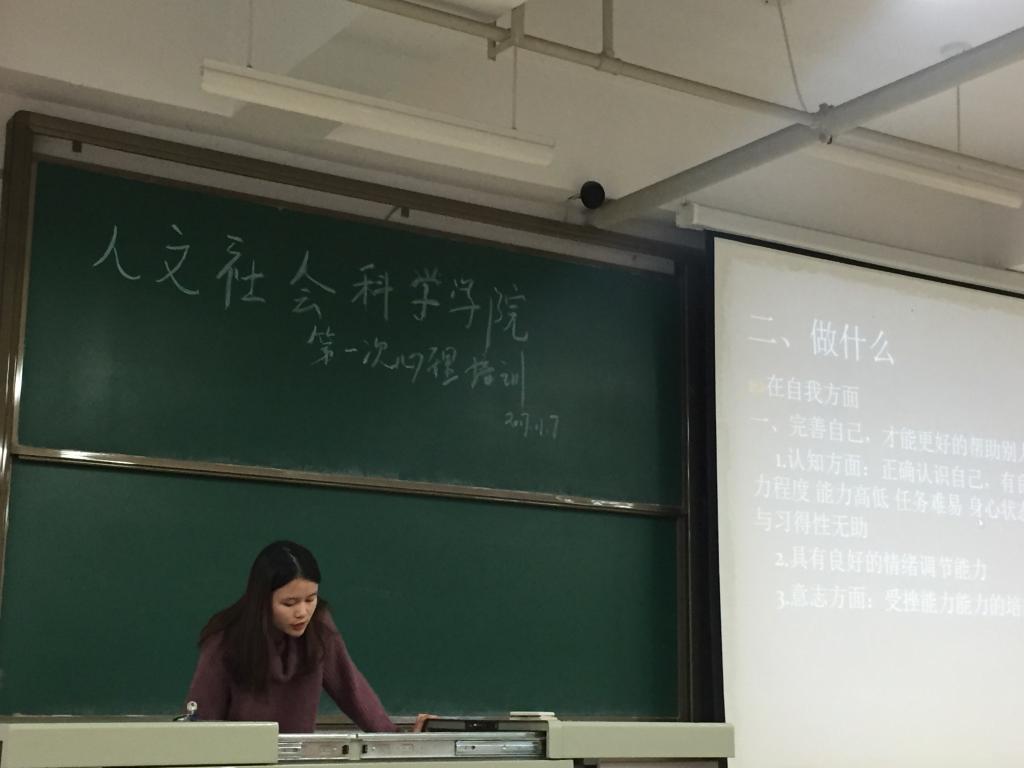 人文社会科学学院
第一次心理培训
2017.11.7
二、做什么
在自我方面
一、完善自己，才能更好的帮助别人
1.认知方面：正确认识自己，有自
力程度 能力高低 任务难易 身心状态
与习得性无助
2.具有良好的情绪调节能力
3.意志方面：受挫能力能力的培